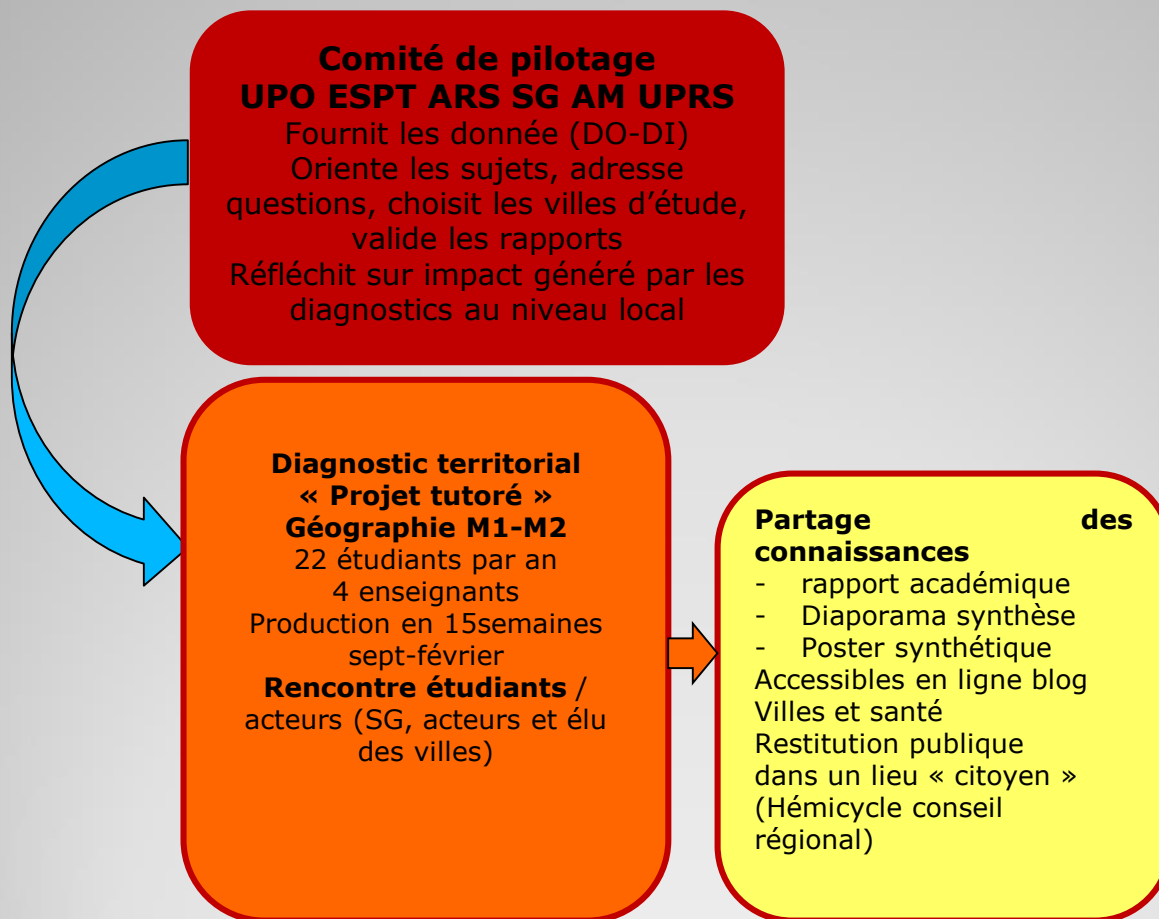 Comité de pilotage
UPO ESPT ARS SG AM UPRS
Fournit les donnée (DO-DI)
Oriente les sujets, adresse
questions, choisit les villes d’étude,
valide les rapports
Réfléchit sur impact généré par les
diagnostics au niveau local
Diagnostic territorial
« Projet tutoré »
Géographie M1-M2
22 étudiants par an
4 enseignants
Production en 15semaines
sept-février
Rencontre étudiants /
acteurs (SG, acteurs et élu
des villes)
Partage des
connaissances
- rapport académique
- Diaporama synthèse
- Poster synthétique
Accessibles en ligne blog
Villes et santé
Restitution publique
dans un lieu « citoyen »
(Hémicycle conseil
régional)